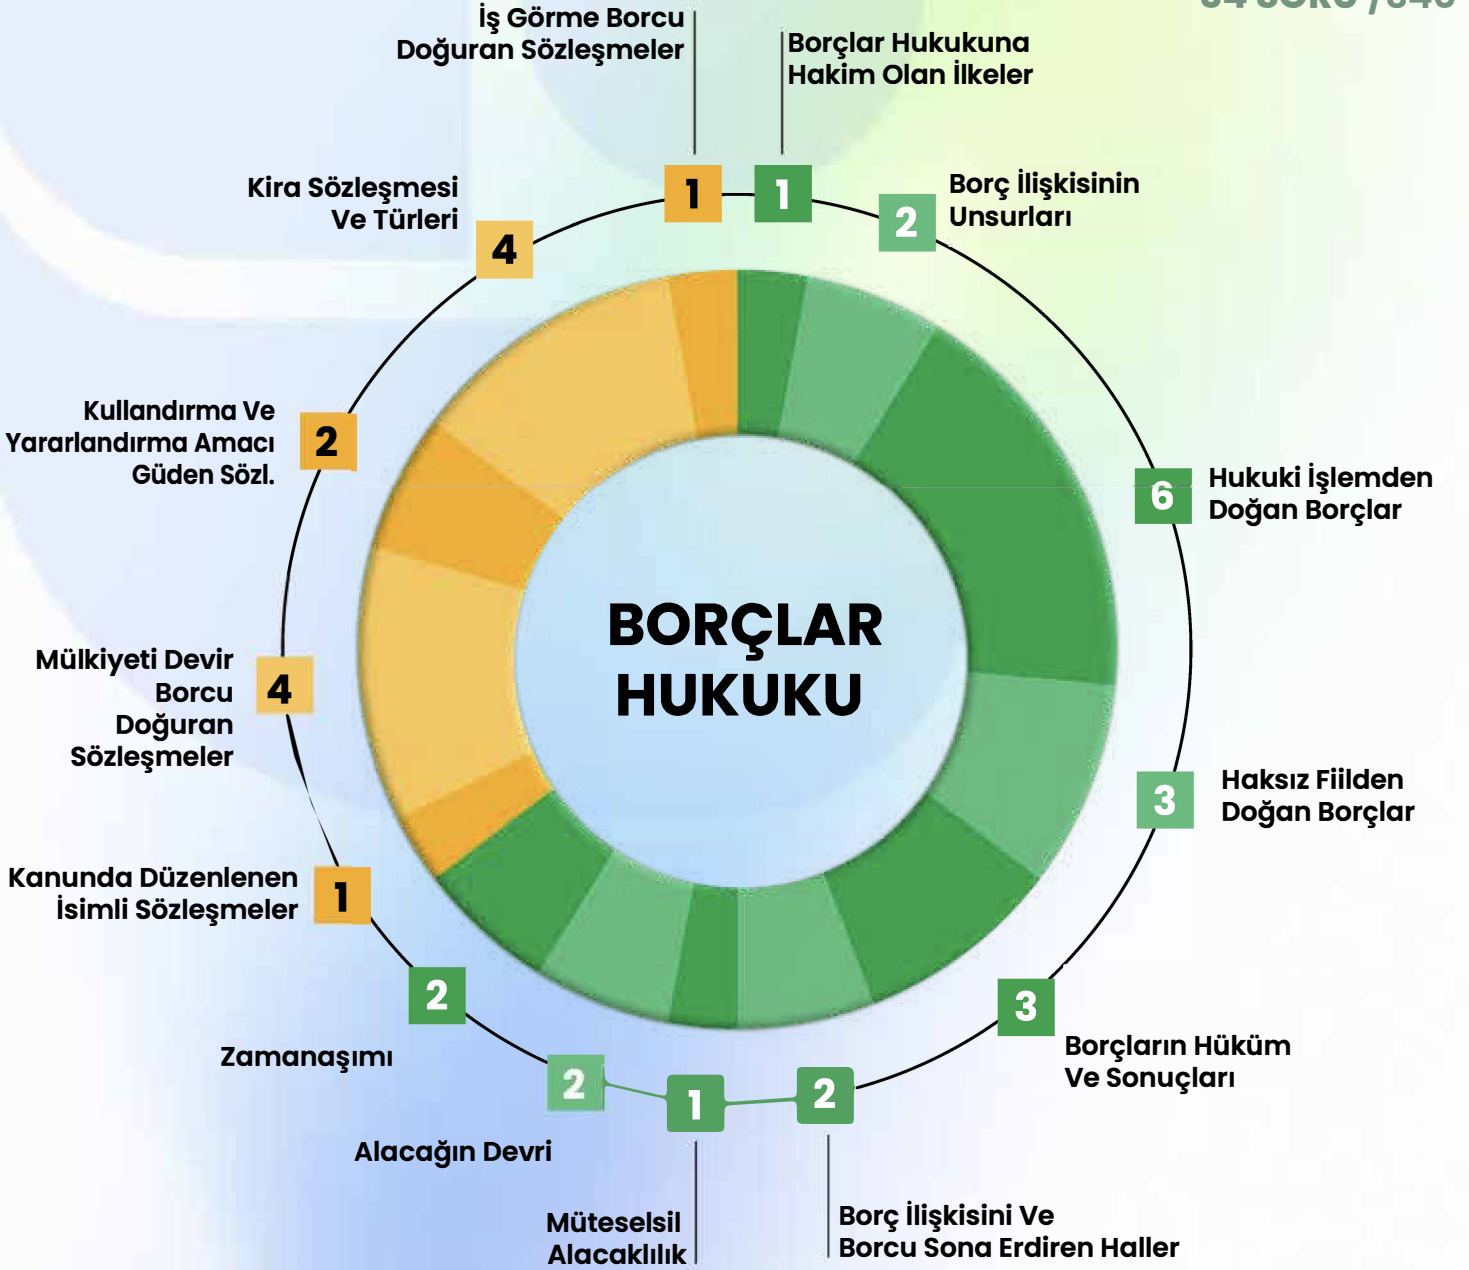 İş Görme Borcu
Doğuran Sözleşmeler
1
Borçlar Hukukuna
Hakim Olan İlkeler
1
Borç İlişkisinin
Unsurları
2
Hukuki İşlemden
Doğan Borçlar
6
Haksız Fiilden
Doğan Borçlar
3
Borçların Hüküm
Ve Sonuçları
3
Borç İlişkisini Ve
Borcu Sona Erdiren Haller
2
Müteselsil
Alacaklılık
1
Alacağın Devri
2
Zamanaşımı
2
Kanunda Düzenlenen
İsimli Sözleşmeler
1
Mülkiyeti Devir
Borcu
Doğuran
Sözleşmeler
4
Kullandırma Ve
Yararlandırma Amacı
Güden Sözl.
2
Kira Sözleşmesi
Ve Türleri
4
BORÇLAR
HUKUKU